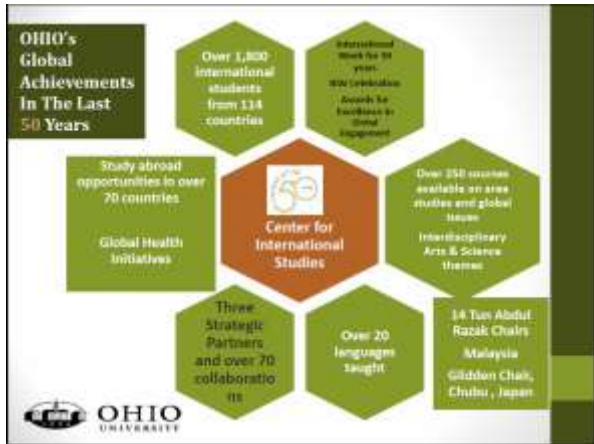 OHIO's
Global
Achievements
In The Last
50 Years
Over 1,800
international
students
from 114
countries
International
Week for 30
years
Celebration
Awards for
Excellence in
Global
Engagement
Study abroad
opportunities in over
70 countries
Global Health
Initiatives
50
Center for
International
Studies
Over 250 courses
available on area
studies and global
issues
Interdisciplinary
Arts & Science
themes
Three
Strategic
Partners
and over 70
collaboratio
ns
Over 20
languages
taught
14 Tun Abdul
Razak Chairs
Malaysia
Glidden Chair,
Chubu , Japan
OHIO
UNIVERSITY